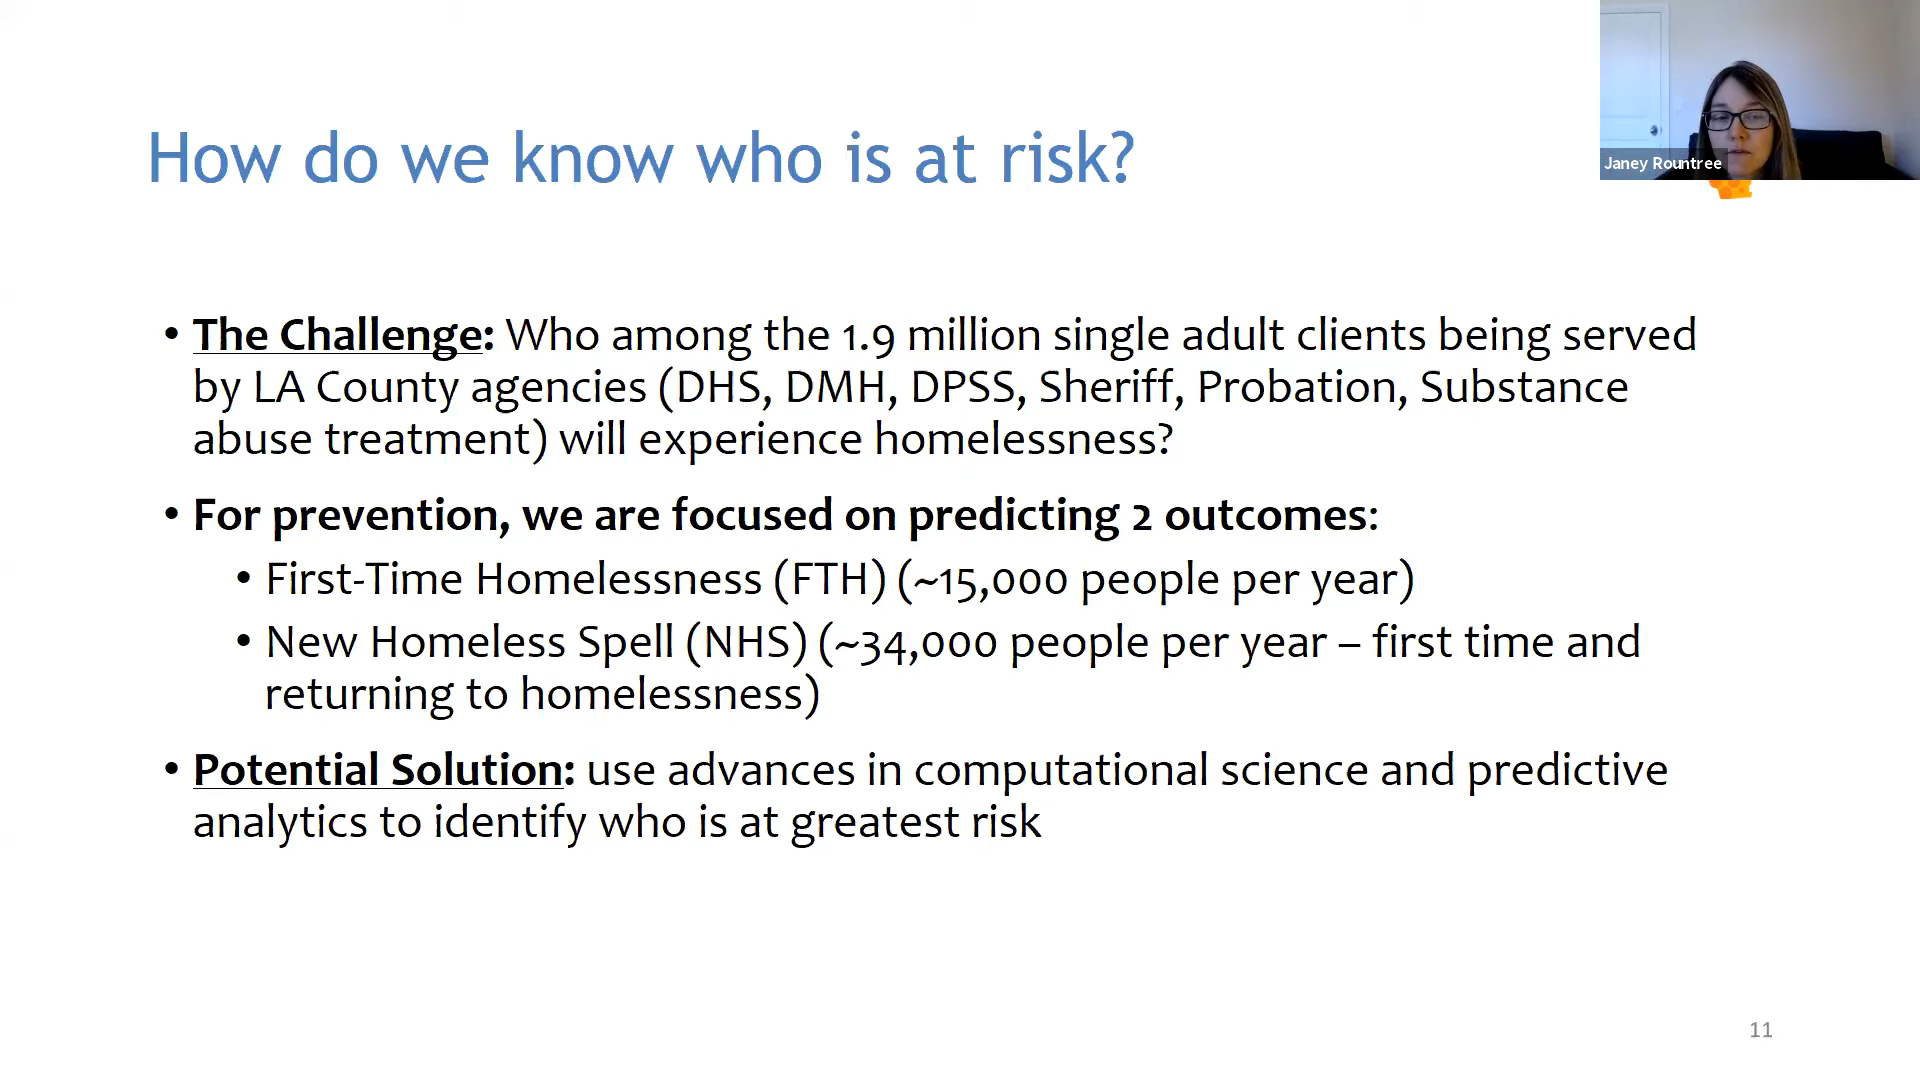 Janey Rountree
How do we know who is at risk?
• The Challenge: Who among the 1.9 million single adult clients being served
by LA County agencies (DHS, DMH, DPSS, Sheriff, Probation, Substance
abuse treatment) will experience homelessness?
• For prevention, we are focused on predicting 2 outcomes:
• First-Time Homelessness (FTH) (~15,000 people per year)
• New Homeless Spell (NHS) (~34,000 people per year – first time and
returning to homelessness)
• Potential Solution: use advances in computational science and predictive
analytics to identify who is at greatest risk
11